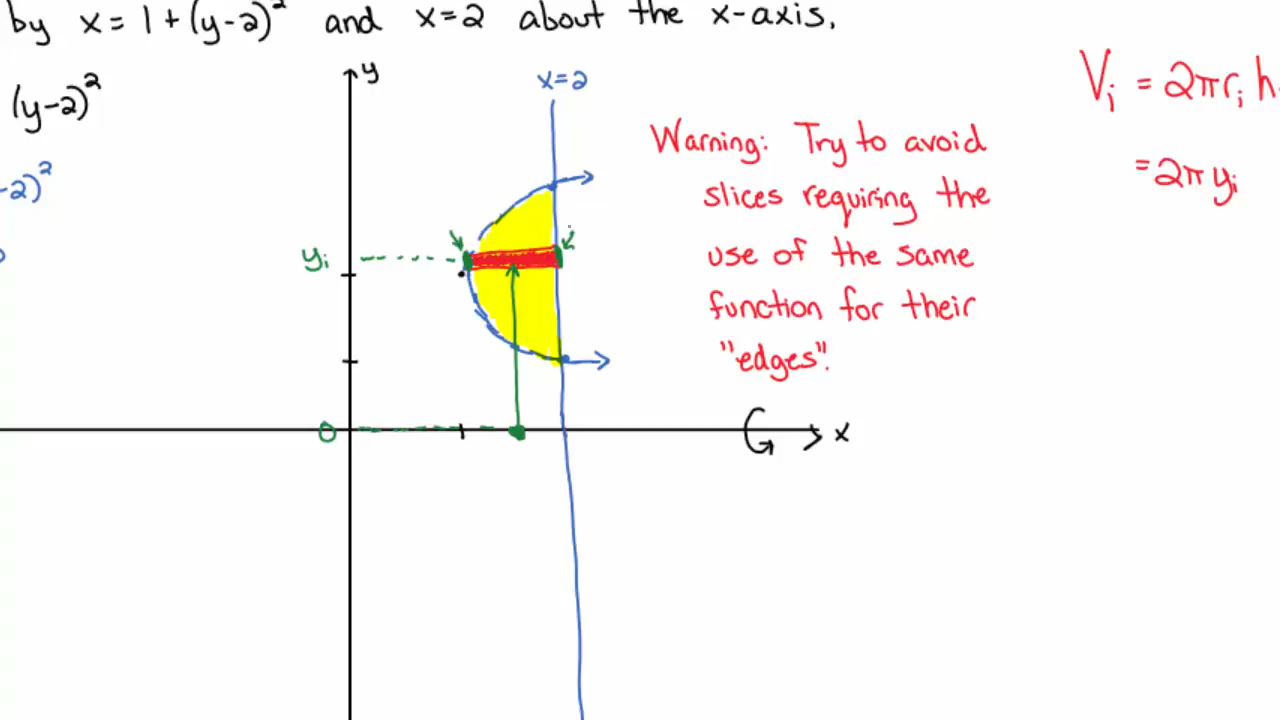 by x = 1 + (y-2)² and x=2 about the x-axis.
y
x=2
(y-2)²
Vᵢ = 2πrᵢ h
Warning: Try to avoid
-2)²
slices requiring the
= 2π yᵢ
yᵢ
use of the same
function for their
"edges".
0
x